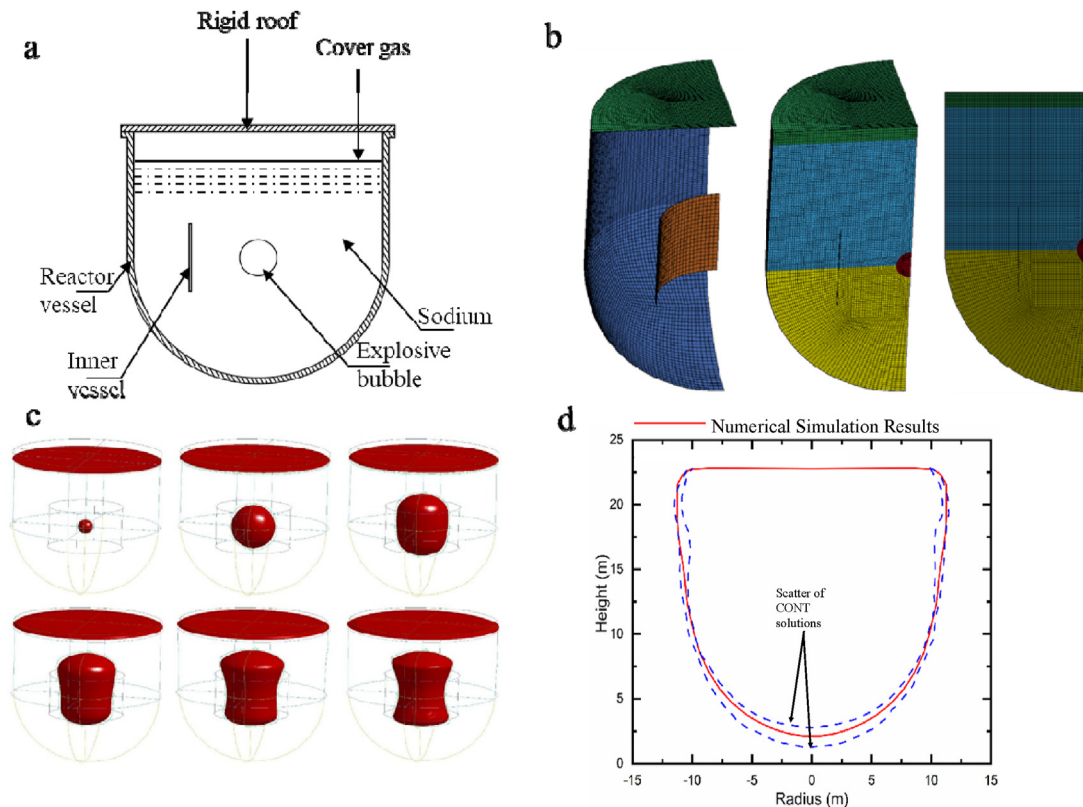 a
Rigid roof
Cover gas
Reactor
vessel
Inner
vessel
Explosive
bubble
Sodium
b
c
d
Numerical Simulation Results
25
20
15
10
5
0
Height (m)
Scatter of
CONT
solutions
-15
-10
-5
0
5
10
15
Radius (m)